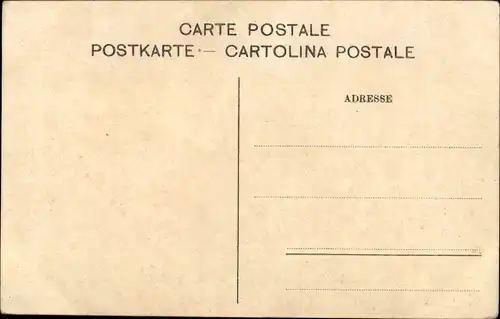 CARTE POSTALE
POSTKARTE — CARTOLINA POSTALE
ADRESSE